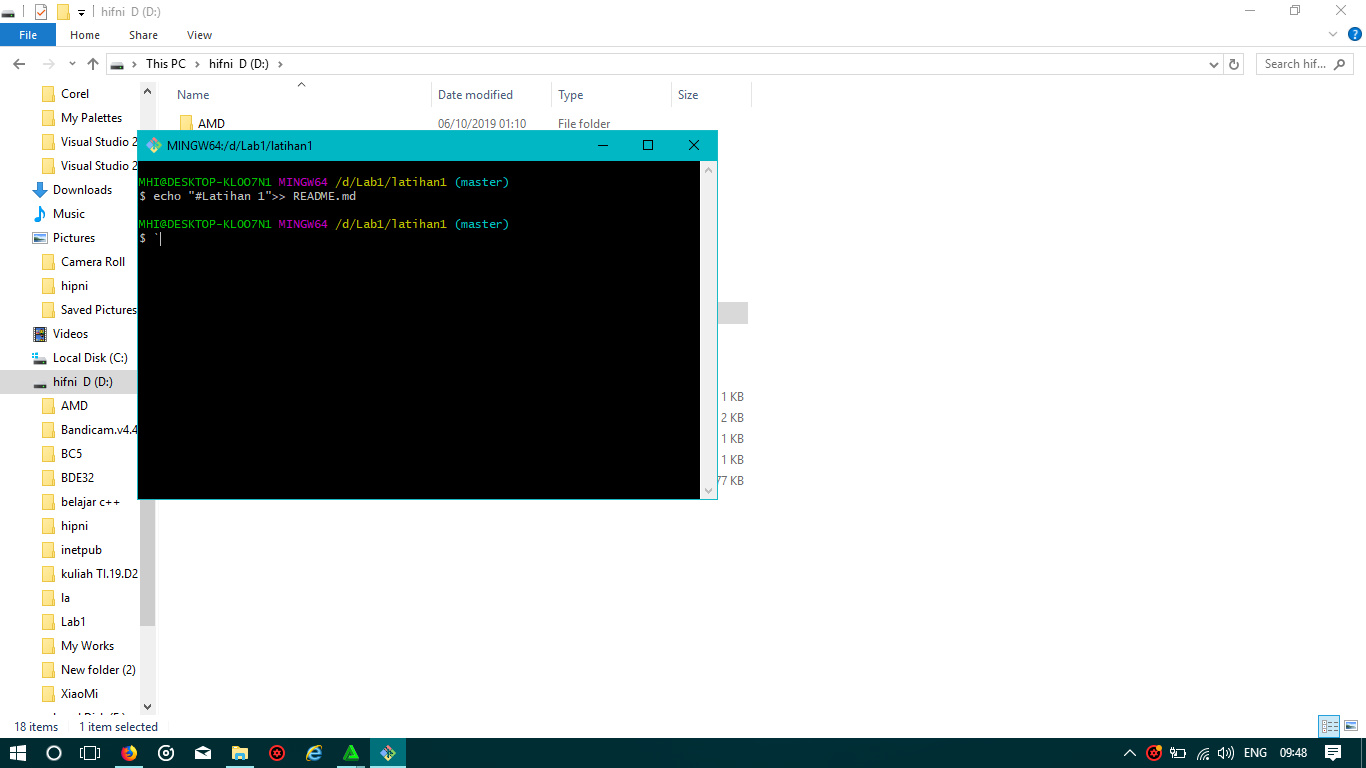 hifni D (D:)
File Home Share View
This PC > hifni D (D:) >
Search hif...
Name Date modified Type Size
AMD 06/10/2019 01:10 File folder
Corel
My Palettes
Visual Studio 2
Visual Studio 2
Downloads
Music
Pictures
Camera Roll
hipni
Saved Pictures
Videos
Local Disk (C:)
hifni D (D:)
AMD
Bandicam.v4.4
BC5
BDE32
belajar c++
hipni
inetpub
kuliah TI.19.D2
la
Lab1
My Works
New folder (2)
XiaoMi
MINGW64:/d/Lab1/latihan1
MHI@DESKTOP-KLOO7N1 MINGW64 /d/Lab1/latihan1 (master)
$ echo "#Latihan 1">> README.md
MHI@DESKTOP-KLOO7N1 MINGW64 /d/Lab1/latihan1 (master)
$ `
1 KB
2 KB
1 KB
1 KB
77 KB
18 items 1 item selected
ENG 09:48